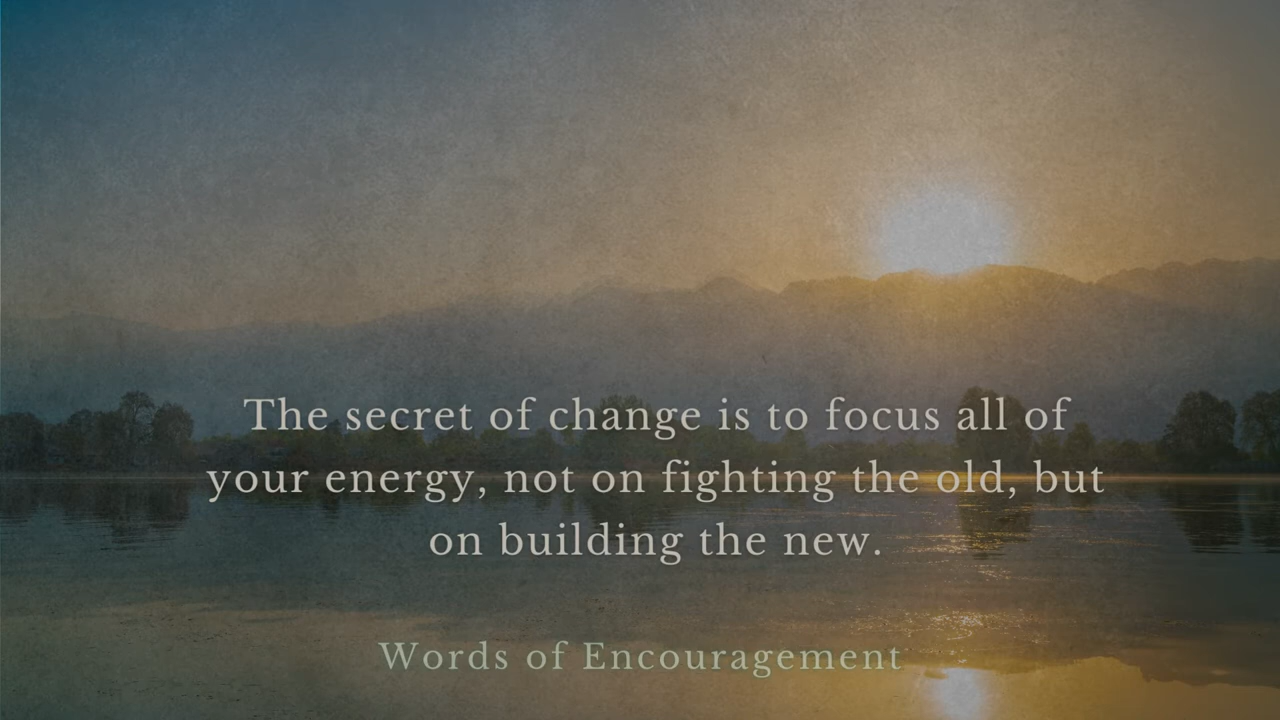 The secret of change is to focus all of
your energy, not on fighting the old, but
on building the new.
Words of Encouragement